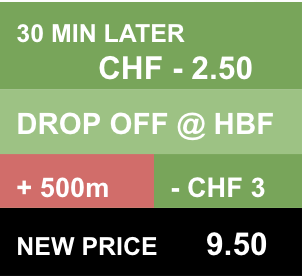 30 MIN LATER
CHF - 2.50
DROP OFF @ HBF
+ 500m - CHF 3
NEW PRICE 9.50